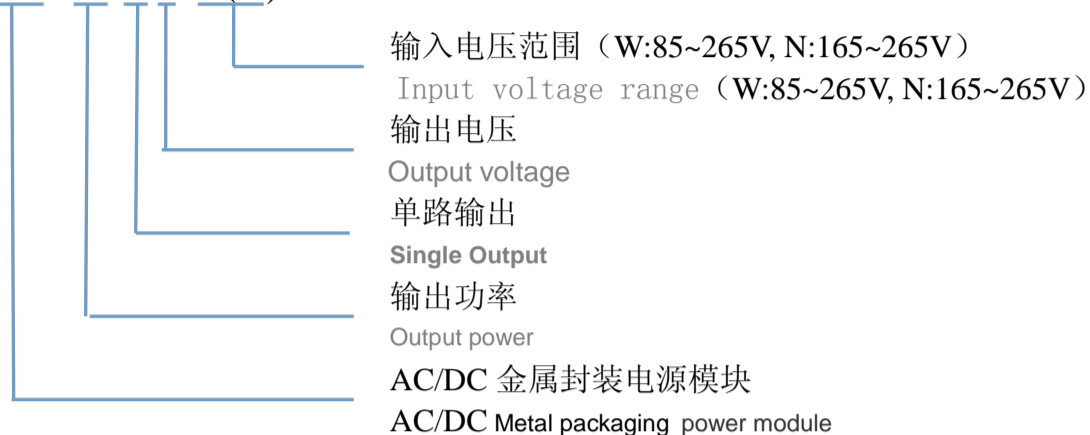 输入电压范围（W:85~265V, N:165~265V）
Input voltage range（W:85~265V, N:165~265V）
输出电压
Output voltage
单路输出
Single Output
输出功率
Output power
AC/DC 金属封装电源模块
AC/DC Metal packaging power module